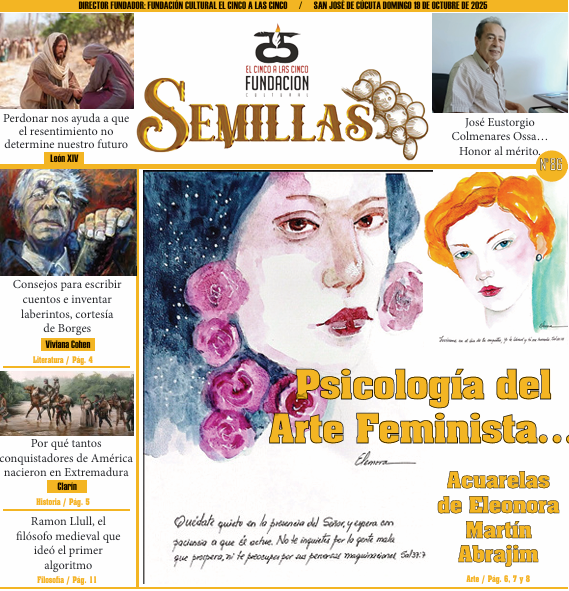 DIRECTOR FUNDADOR: FUNDACIÓN CULTURAL EL CINCO A LAS CINCO / SAN JOSÉ DE CÚCUTA DOMINGO 19 DE OCTUBRE DE 2025
EL CINCO A LAS CINCO
FUNDACIÓN
CULTURAL
SEMILLAS
Perdonar nos ayuda a que
el resentimiento no
determine nuestro futuro
León XIV
José Eustorgio
Colmenares Ossa…
Honor al mérito.
Consejos para escribir
cuentos e inventar
laberintos, cortesía
de Borges
Viviana Cohen
Literatura / Pág. 4
Por qué tantos
conquistadores de América
nacieron en Extremadura
Clarín
Historia / Pág. 5
Ramon Llull, el
filósofo medieval que
ideó el primer
algoritmo
Filosofía / Pág. 11
Psicología del
Arte Feminista…
Acuarelas
de Eleonora
Martín
Abrajim
Arte / Pág. 6, 7 y 8
Quédate quieto en la presencia del Señor, y espera con
paciencia a que él actúe. No te inquietes por la gente mala
que prospera, ni te preocupes por sus perversas maquinaciones Sal 37:7